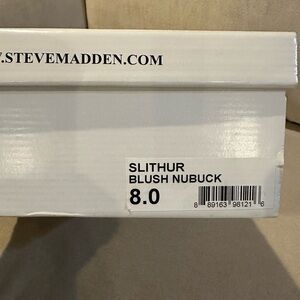 .STEVEMADDEN.COM
SLITHUR
BLUSH NUBUCK
8.0
8 89163 98121 6